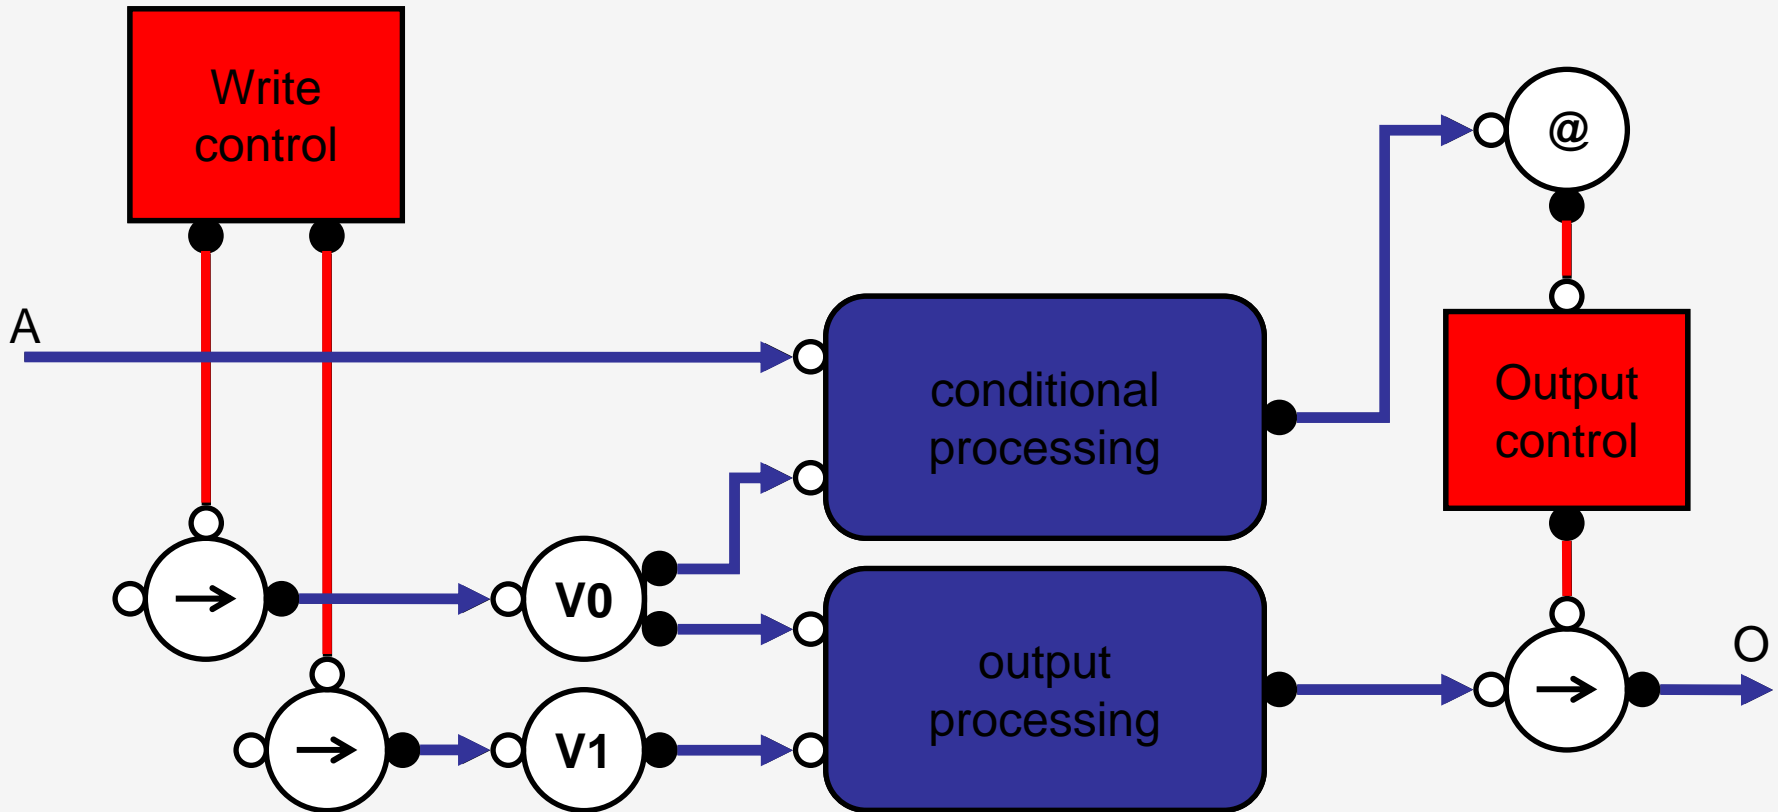 Write
control
@
A
conditional
processing
Output
control
→
V0
output
processing
O
→
→
V1